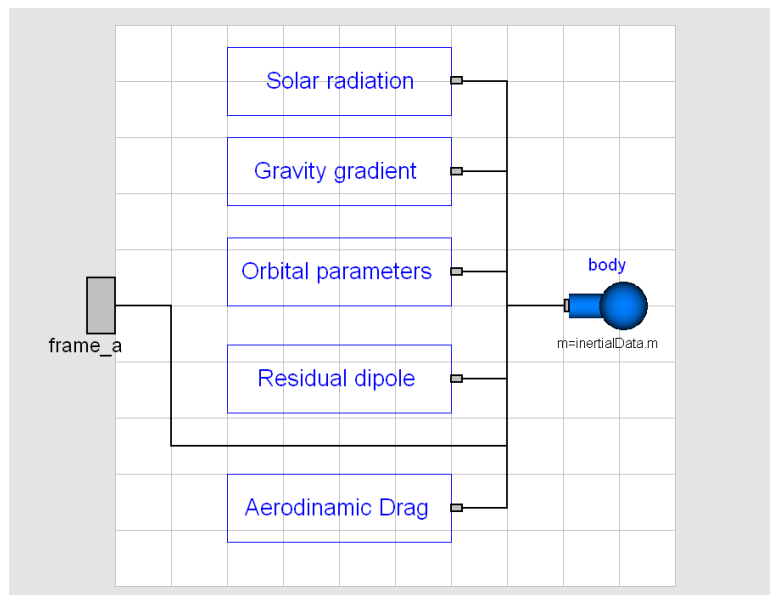 Solar radiation
Gravity gradient
Orbital parameters
body
m=inertialData.m
frame_a
Residual dipole
Aerodinamic Drag